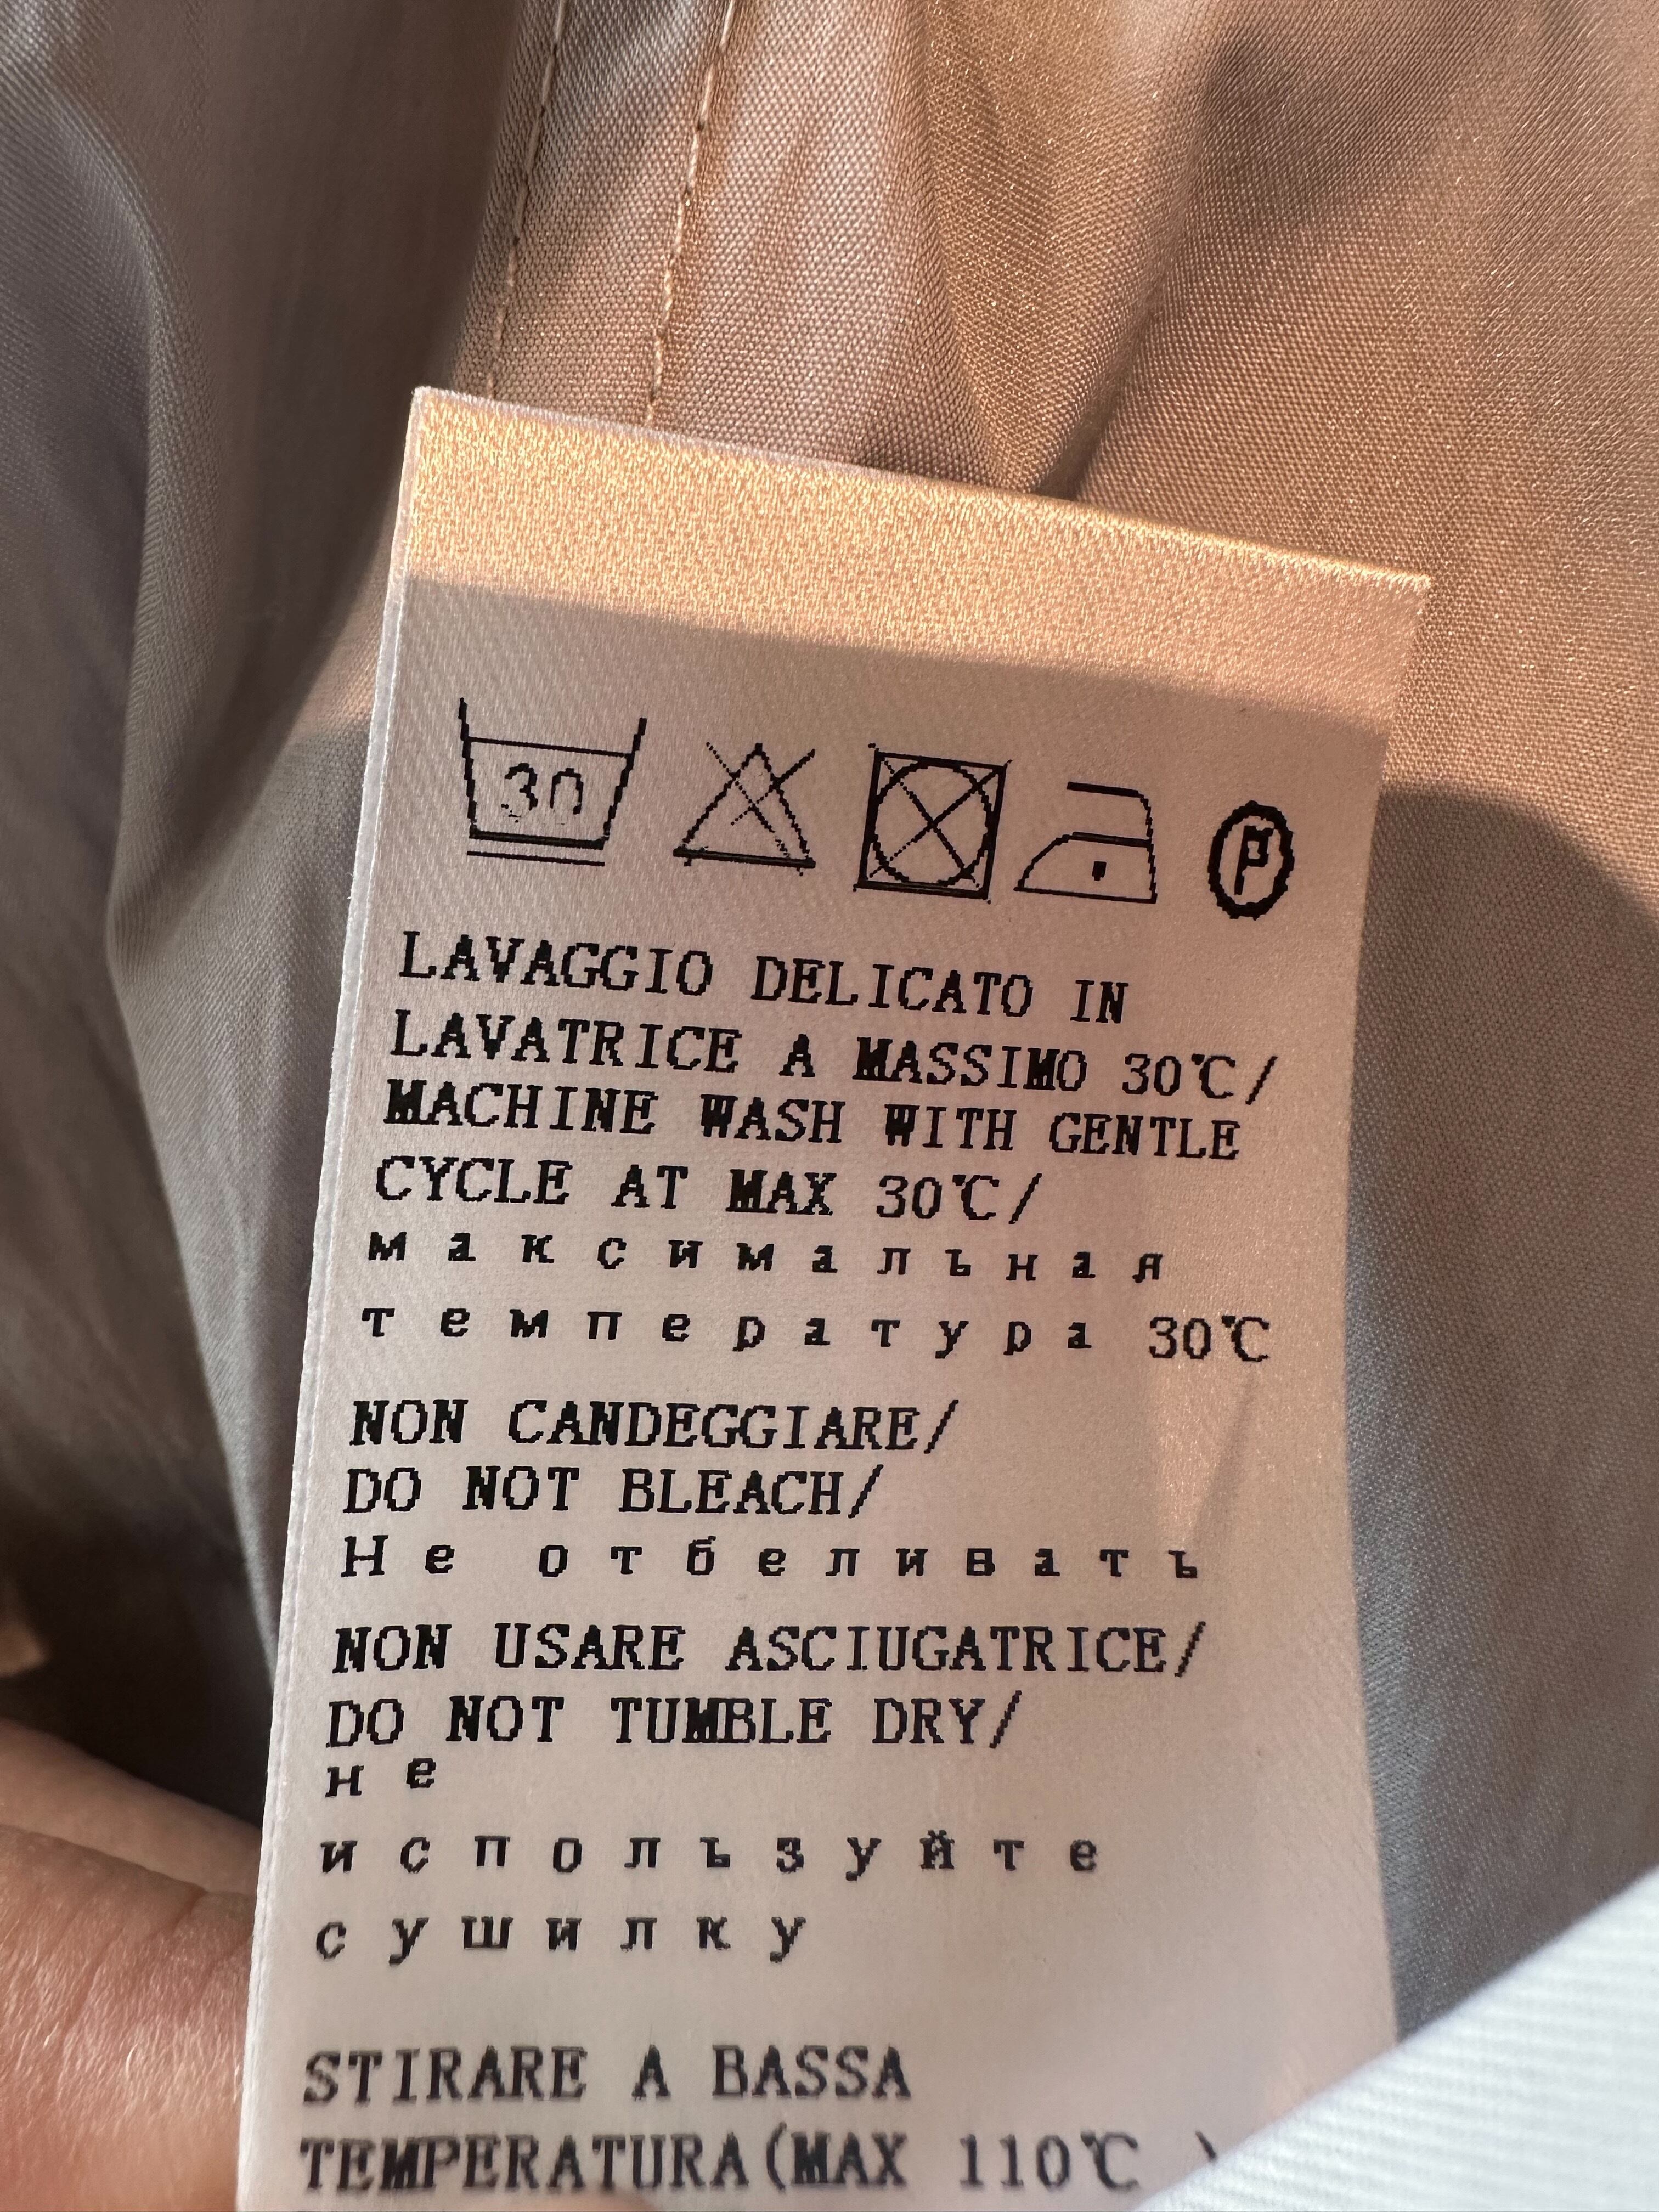 30
P
LAVAGGIO DELICATO IN
LAVATRICE A MASSIMO 30℃/
MACHINE WASH WITH GENTLE
CYCLE AT MAX 30℃/
максимальная
температура 30℃
NON CANDEGGIARE/
DO NOT BLEACH/
Не отбеливать
NON USARE ASCIUGATRICE/
DO NOT TUMBLE DRY/
не
используйте
сушилку
STIRARE A BASSA
TEMPERATURA(MAX 110℃ )